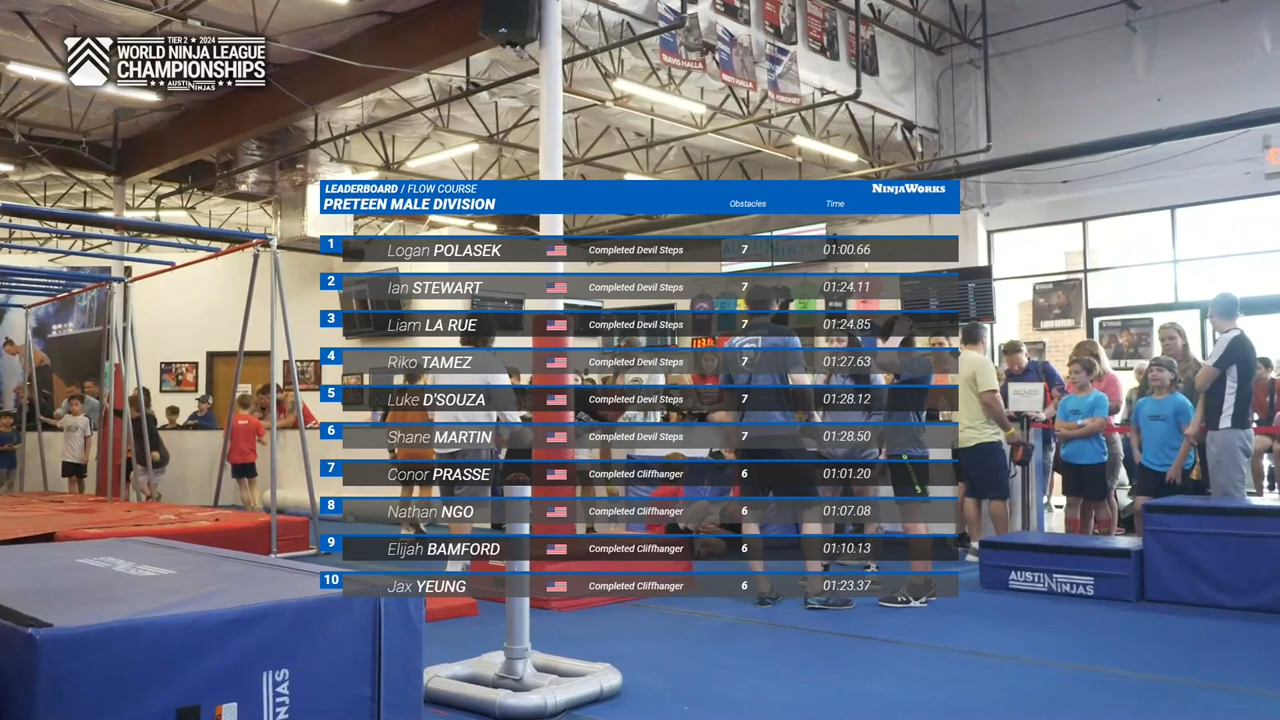 TIER 2 ★ 2024
WORLD NINJA LEAGUE
CHAMPIONSHIPS
★ ★ AUSTIN NINJAS ★ ★
TRAVIS HALLA
BRITT HALLA
LEADERBOARD / FLOW COURSE
NINJAWORKS
PRETEEN MALE DIVISION
Obstacles Time
1 Logan POLASEK Completed Devil Steps 7 01:00.66
2 Ian STEWART Completed Devil Steps 7 01:24.11
3 Liam LA RUE Completed Devil Steps 7 01:24.85
4 Riko TAMEZ Completed Devil Steps 7 01:27.63
5 Luke D'SOUZA Completed Devil Steps 7 01:28.12
6 Shane MARTIN Completed Devil Steps 7 01:28.50
7 Conor PRASSE Completed Cliffhanger 6 01:01.20
8 Nathan NGO Completed Cliffhanger 6 01:07.08
9 Elijah BAMFORD Completed Cliffhanger 6 01:10.13
10 Jax YEUNG Completed Cliffhanger 6 01:23.37
AUSTIN NINJAS
NINJAS